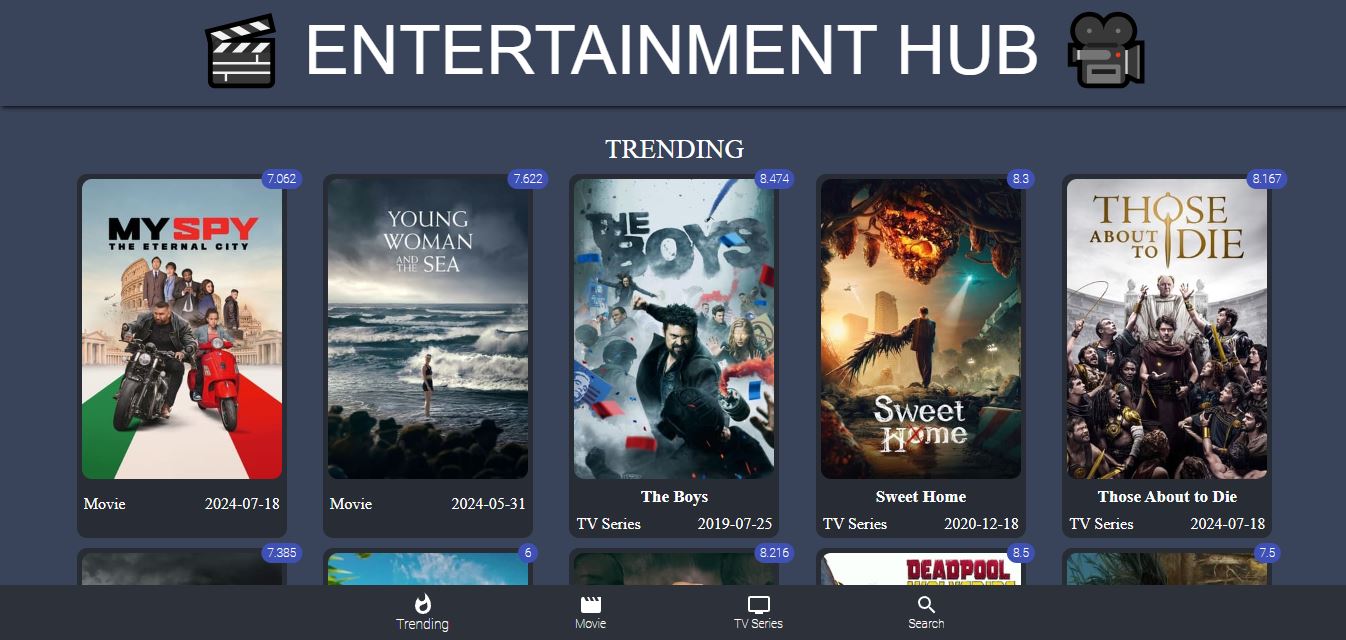 ENTERTAINMENT HUB
TRENDING
7.062
7.622
8.474
8.3
8.167
MY SPY
THE ETERNAL CITY
YOUNG
WOMAN
AND THE SEA
THE
BOYS
Sweet
Home
THOSE
ABOUT
TO DIE
Movie 2024-07-18
Movie 2024-05-31
The Boys
TV Series 2019-07-25
Sweet Home
TV Series 2020-12-18
Those About to Die
TV Series 2024-07-18
7.385
6
8.216
8.5
7.5
DEADPOOL
WOLVERINE
Trending
Movie
TV Series
Search